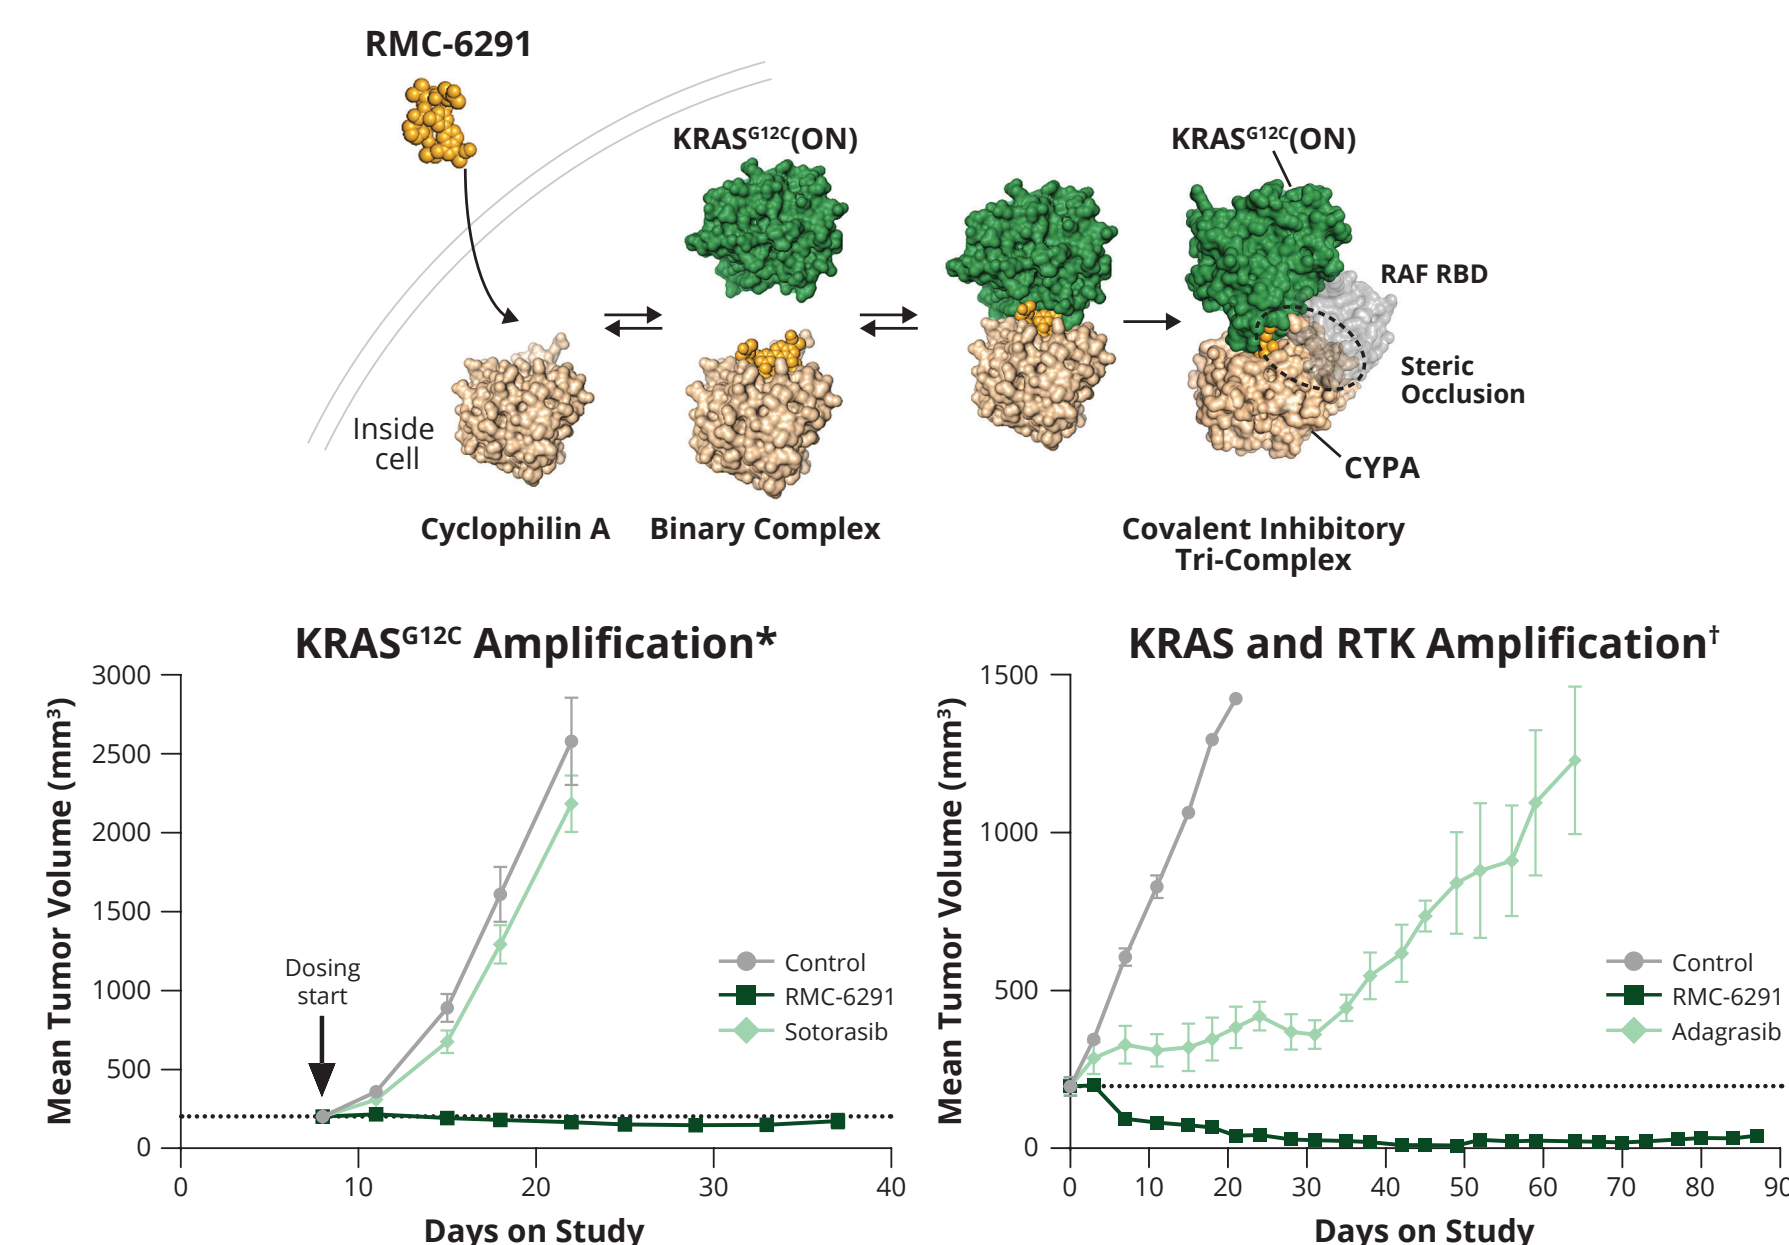 RMC-6291
KRASG12C(ON)
KRASG12C(ON)
RAF RBD
Steric
Occlusion
Inside
cell
CYPA
Cyclophilin A
Binary Complex
Covalent Inhibitory
Tri-Complex
KRASG12C Amplification*
Mean Tumor Volume (mm³)
3000
2500
2000
1500
1000
500
0
Dosing
start
Control
RMC-6291
Sotorasib
0 10 20 30 40
Days on Study
KRAS and RTK Amplification†
Mean Tumor Volume (mm³)
1500
1000
500
0
Control
RMC-6291
Adagrasib
0 10 20 30 40 50 60 70 80 90
Days on Study